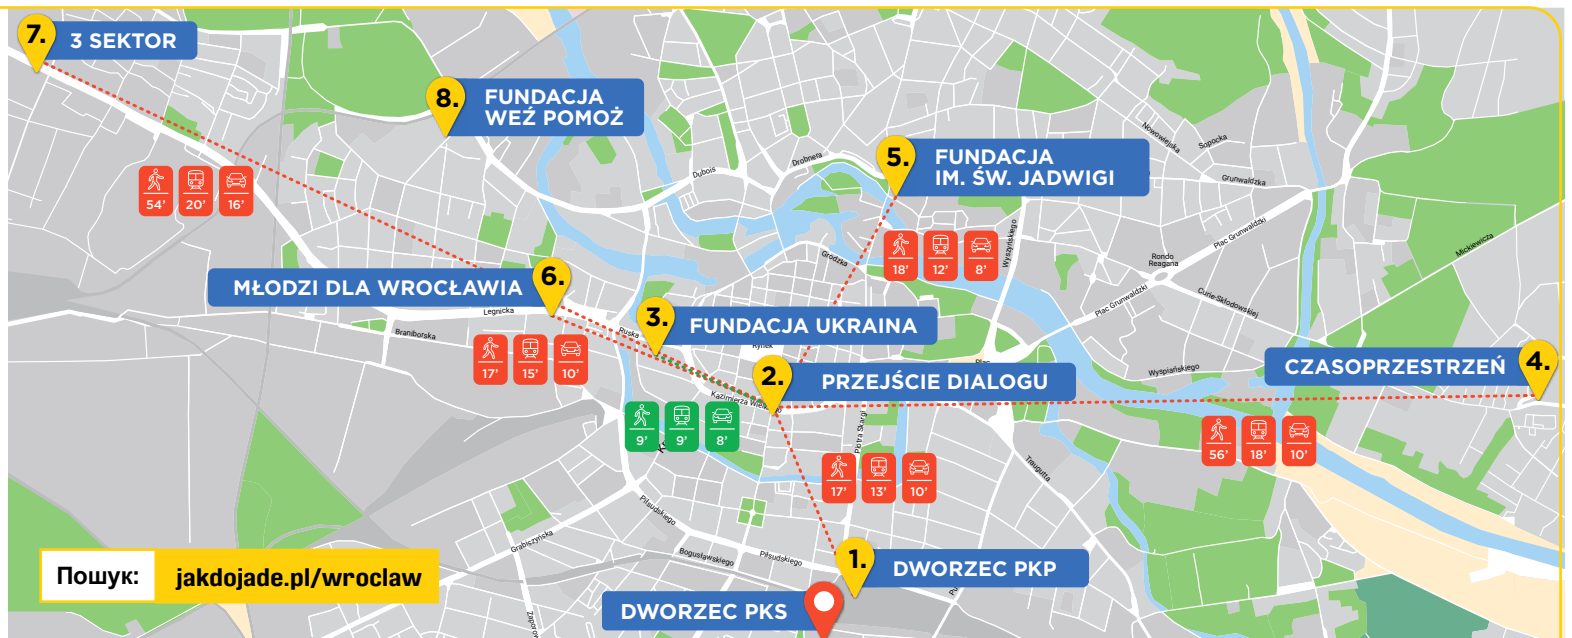 7.
3 SEKTOR
8.
FUNDACJA
WEŹ POMOŻ
5.
FUNDACJA
IM. ŚW. JADWIGI
Nowowiejska
Sopocka
Drobnera
Dubois
Grunwaldzka
54’ 20’ 16’
Wyszyńskiego
Plac Grunwaldzki
Mickiewicza
18’ 12’ 8’
Grodzka
Rondo
Reagana
MŁODZI DLA WROCŁAWIA
6.
Curie-Skłodowskiej
Plac Grunwaldzki
Legnicka
Braniborska
Ruska
3.
FUNDACJA UKRAINA
Rynek
17’ 15’ 10’
Plac
2.
PRZEJŚCIE DIALOGU
Wyspiańskiego
CZASOPRZESTRZEŃ
4.
Kazimierza
9’ 9’ 8’
Piotra Skargi
56’ 18’ 10’
17’ 13’ 10’
Traugutta
Piłsudskiego
Grabiszyńska
Bogusławskiego
Piłsudskiego
1.
DWORZEC PKP
Пошук:
jakdojade.pl/wroclaw
DWORZEC PKS